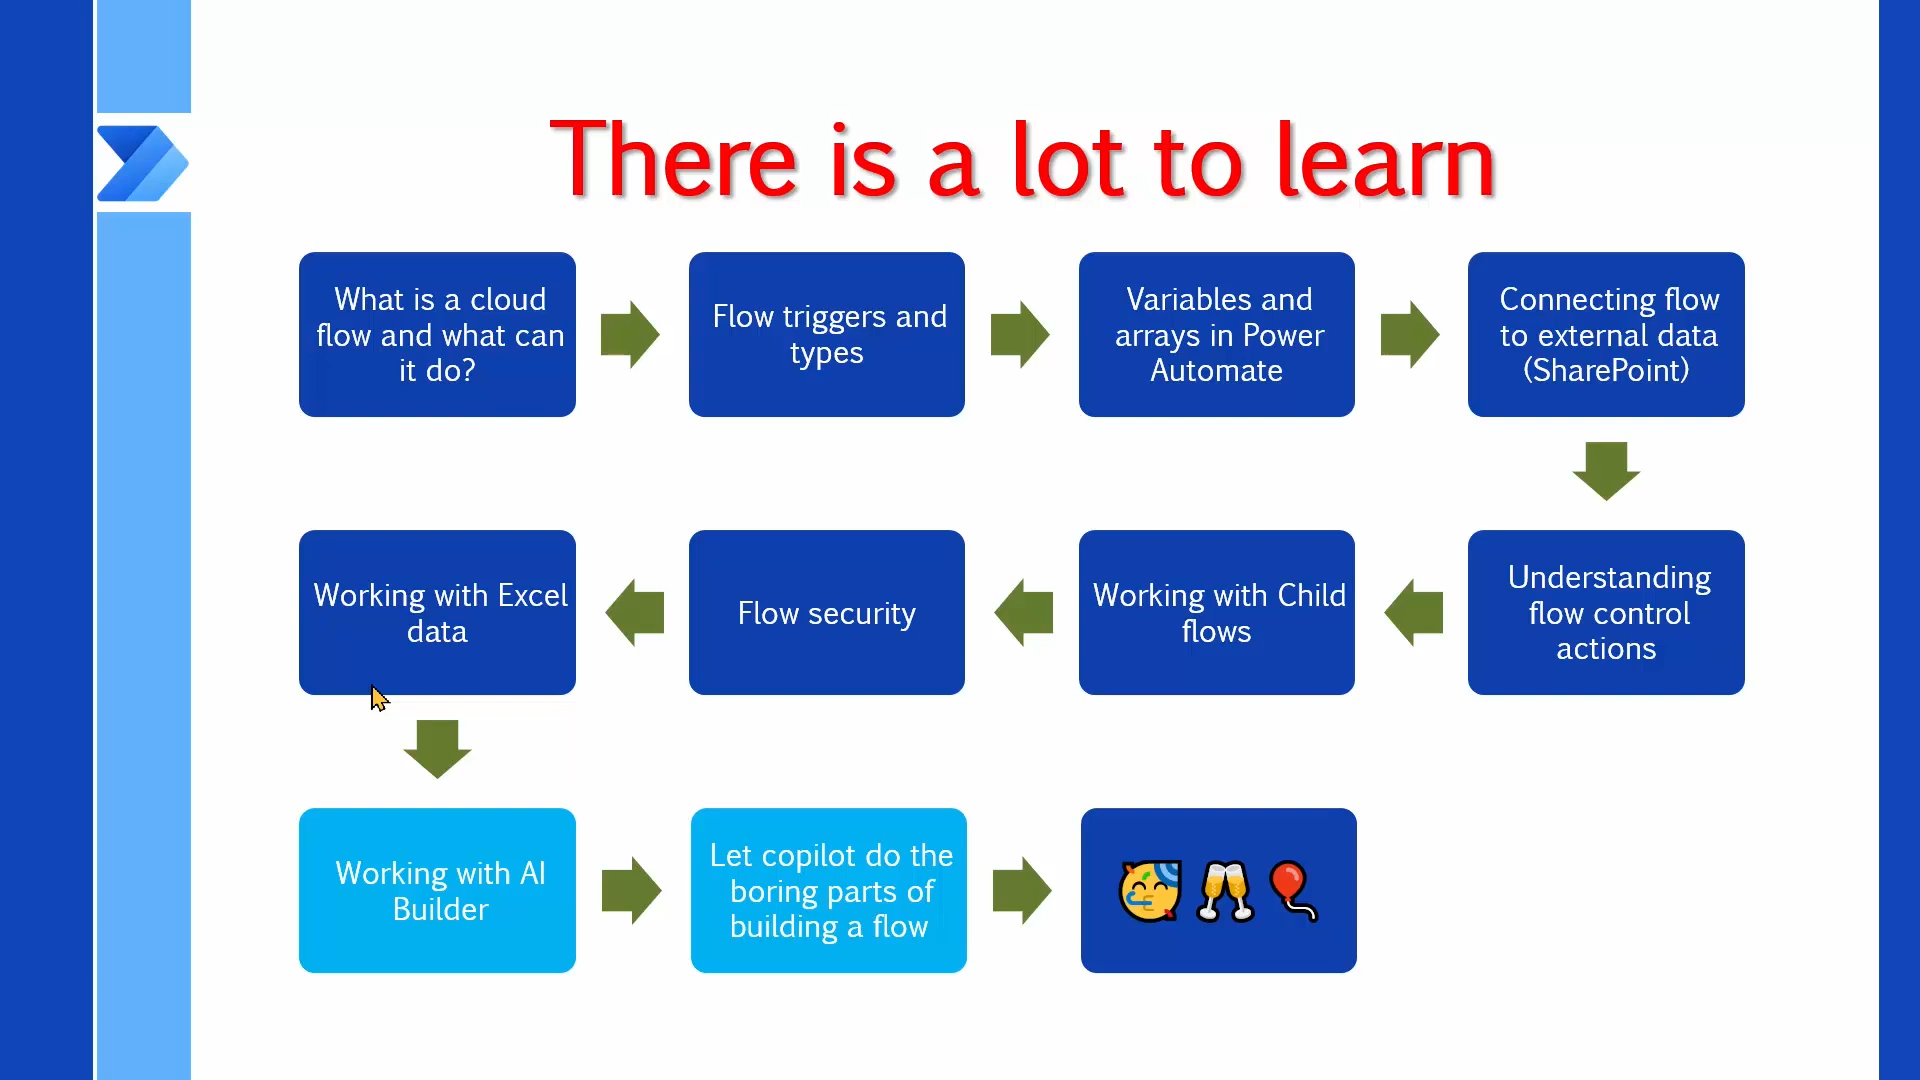 There is a lot to learn
What is a cloud
flow and what can
it do?
Flow triggers and
types
Variables and
arrays in Power
Automate
Connecting flow
to external data
(SharePoint)
Understanding
flow control
actions
Working with Child
flows
Flow security
Working with Excel
data
Working with AI
Builder
Let copilot do the
boring parts of
building a flow